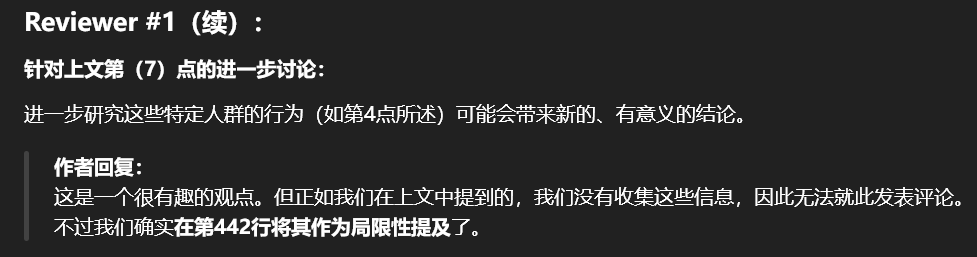 Reviewer #1（续）：
针对上文第（7）点的进一步讨论：
进一步研究这些特定人群的行为（如第4点所述）可能会带来新的、有意义的结论。
作者回复：
这是一个很有趣的观点。但正如我们在上文中提到的，我们没有收集这些信息，因此无法就此发表评论。
不过我们确实在第442行将其作为局限性提及了。